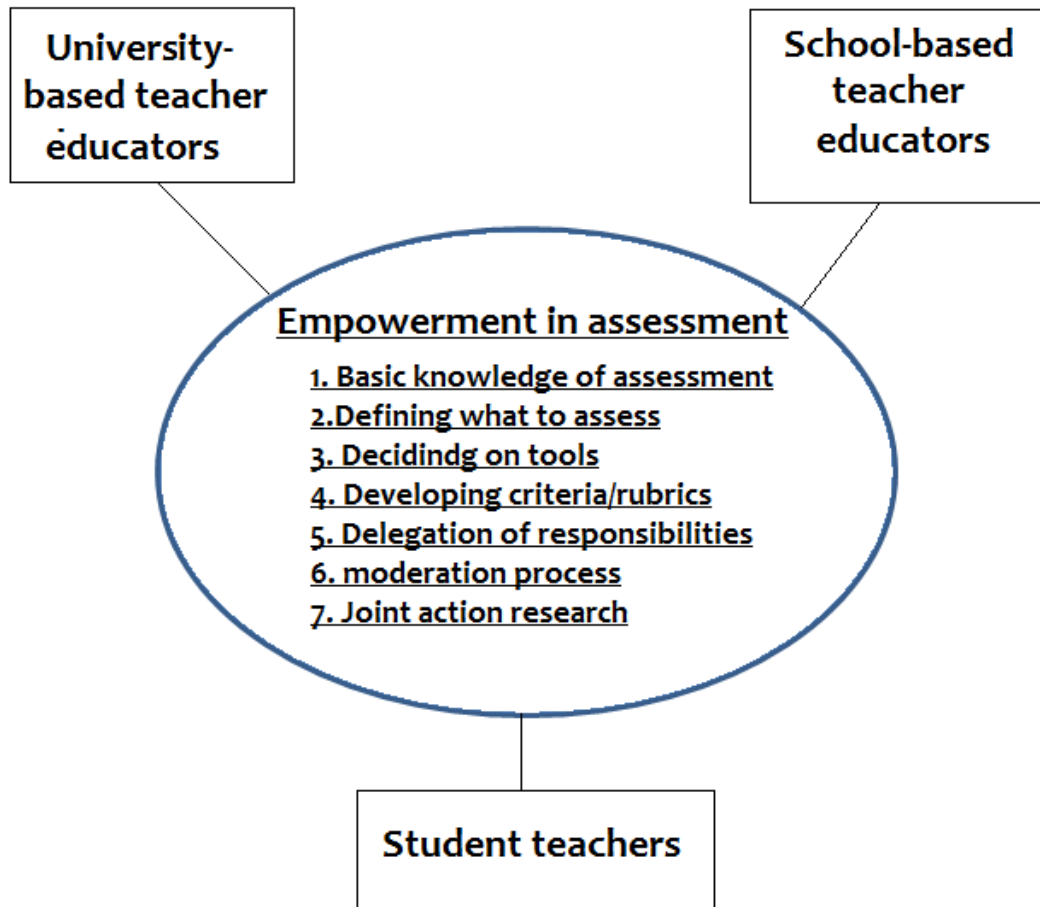 University-
based teacher
educators
School-based
teacher
educators
Empowerment in assessment
1. Basic knowledge of assessment
2.Defining what to assess
3. Decidindg on tools
4. Developing criteria/rubrics
5. Delegation of responsibilities
6. moderation process
7. Joint action research
Student teachers